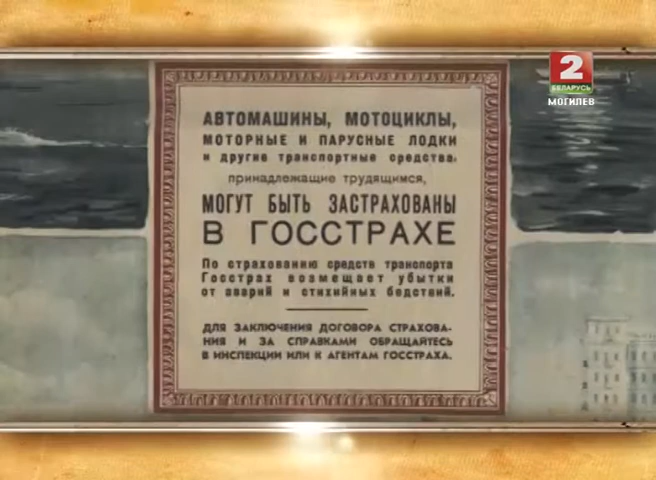 2
БЕЛАРУСЬ
МОГИЛЕВ
АВТОМАШИНЫ, МОТОЦИКЛЫ,
МОТОРНЫЕ И ПАРУСНЫЕ ЛОДКИ
и другие транспортные средства,
принадлежащие трудящимся,
МОГУТ БЫТЬ ЗАСТРАХОВАНЫ
В ГОССТРАХЕ
По страхованию средств транспорта
Госстрах возмещает убытки
от аварий и стихийных бедствий.
ДЛЯ ЗАКЛЮЧЕНИЯ ДОГОВОРА СТРАХОВА-
НИЯ И ЗА СПРАВКАМИ ОБРАЩАЙТЕСЬ
В ИНСПЕКЦИИ ИЛИ К АГЕНТАМ ГОССТРАХА.